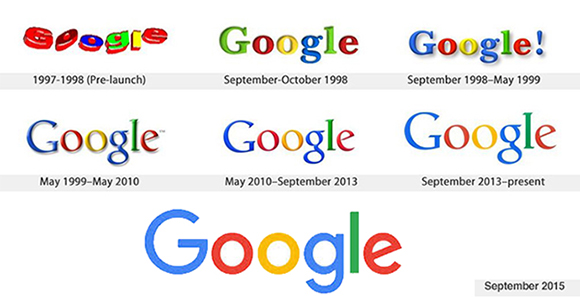 Google
Google
Google!
1997-1998 (Pre-launch)
September-October 1998
September 1998–May 1999
Google™
Google
Google
May 1999–May 2010
May 2010–September 2013
September 2013–present
Google
September 2015